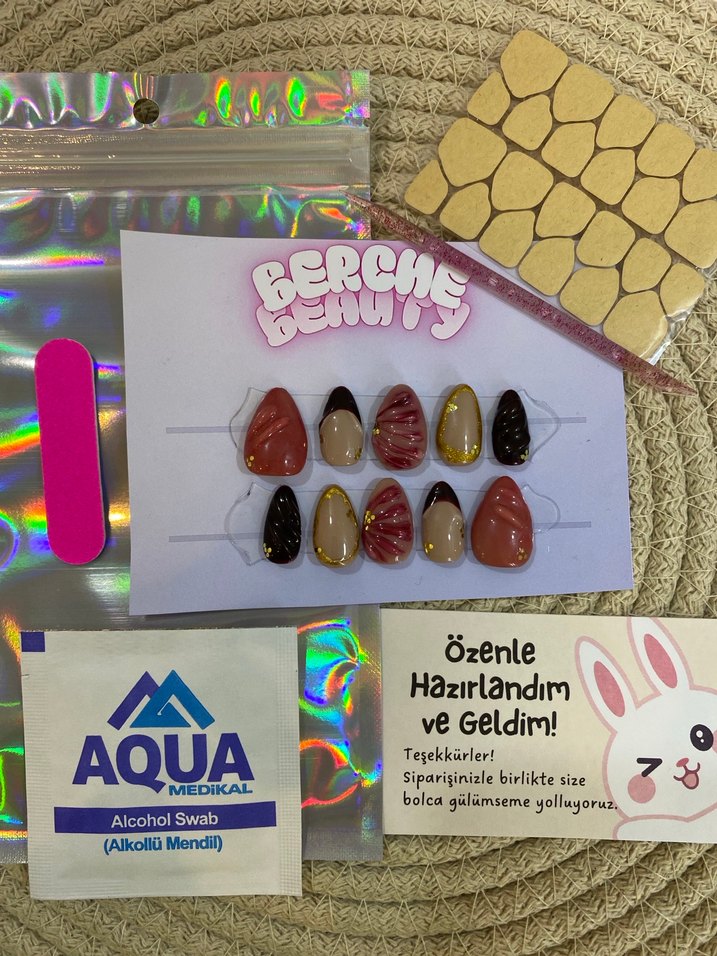 BERCHE
BEAUTY
AQUA
MEDİKAL
Alcohol Swab
(Alkollü Mendil)
Özenle
Hazırlandım
ve Geldim!
Teşekkürler!
Siparişinizle birlikte size
bolca gülümseme yolluyoruz.